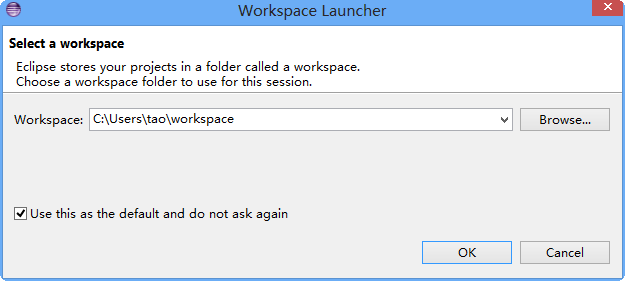 Workspace Launcher
Select a workspace
Eclipse stores your projects in a folder called a workspace.
Choose a workspace folder to use for this session.
Workspace: C:\Users\tao\workspace Browse...
Use this as the default and do not ask again
OK Cancel